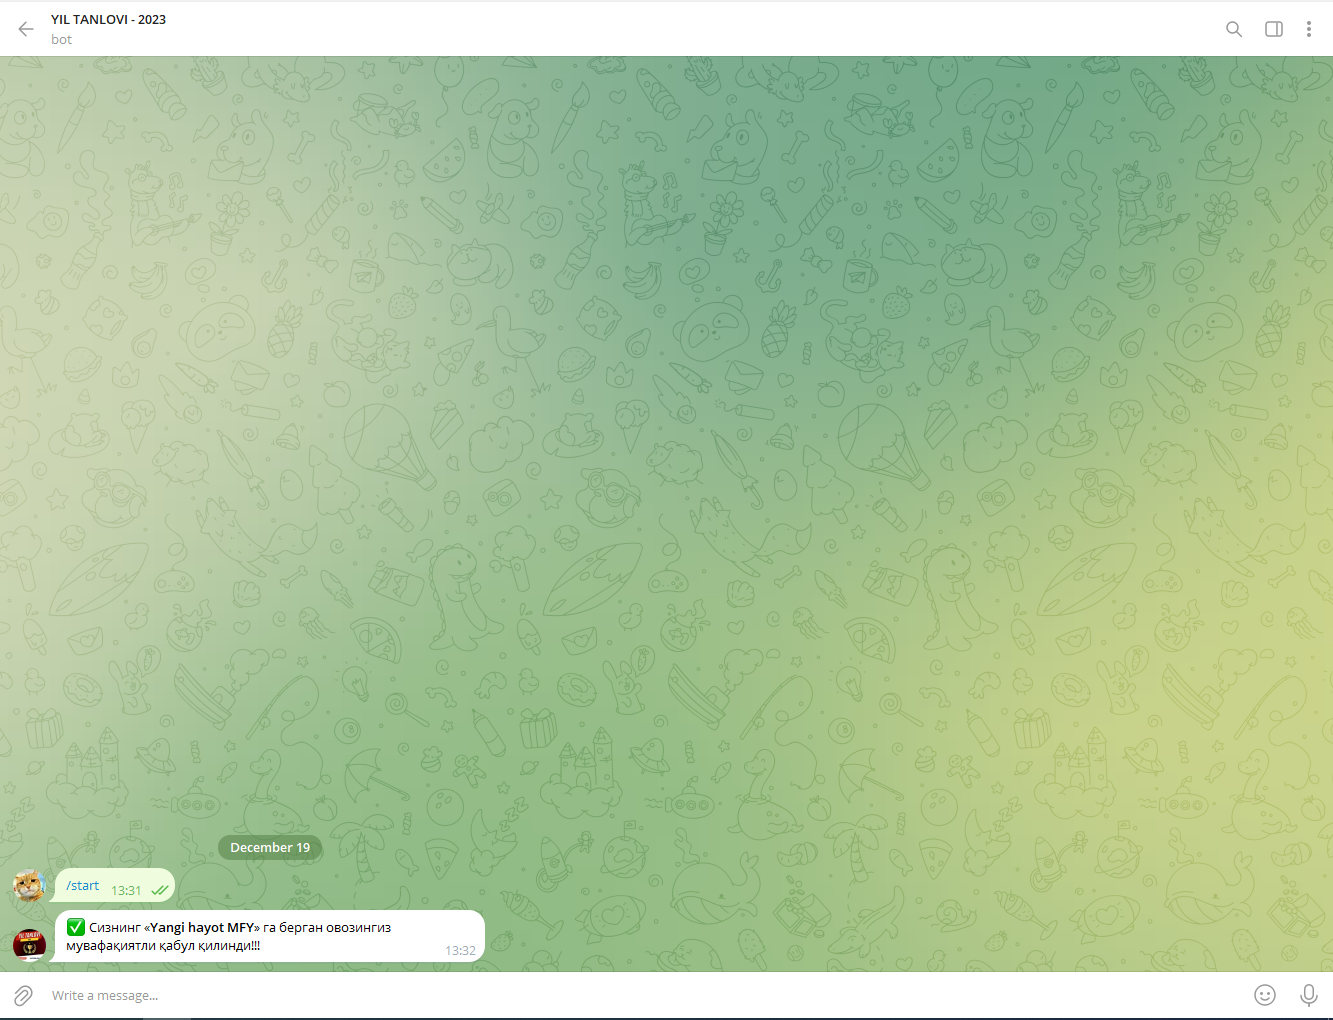 YIL TANLOVI - 2023
bot
December 19
/start 13:31
✅ Сизнинг «Yangi hayot MFY» га берган овозингиз
мувафақиятли қабул қилинди!!! 13:32
Write a message...